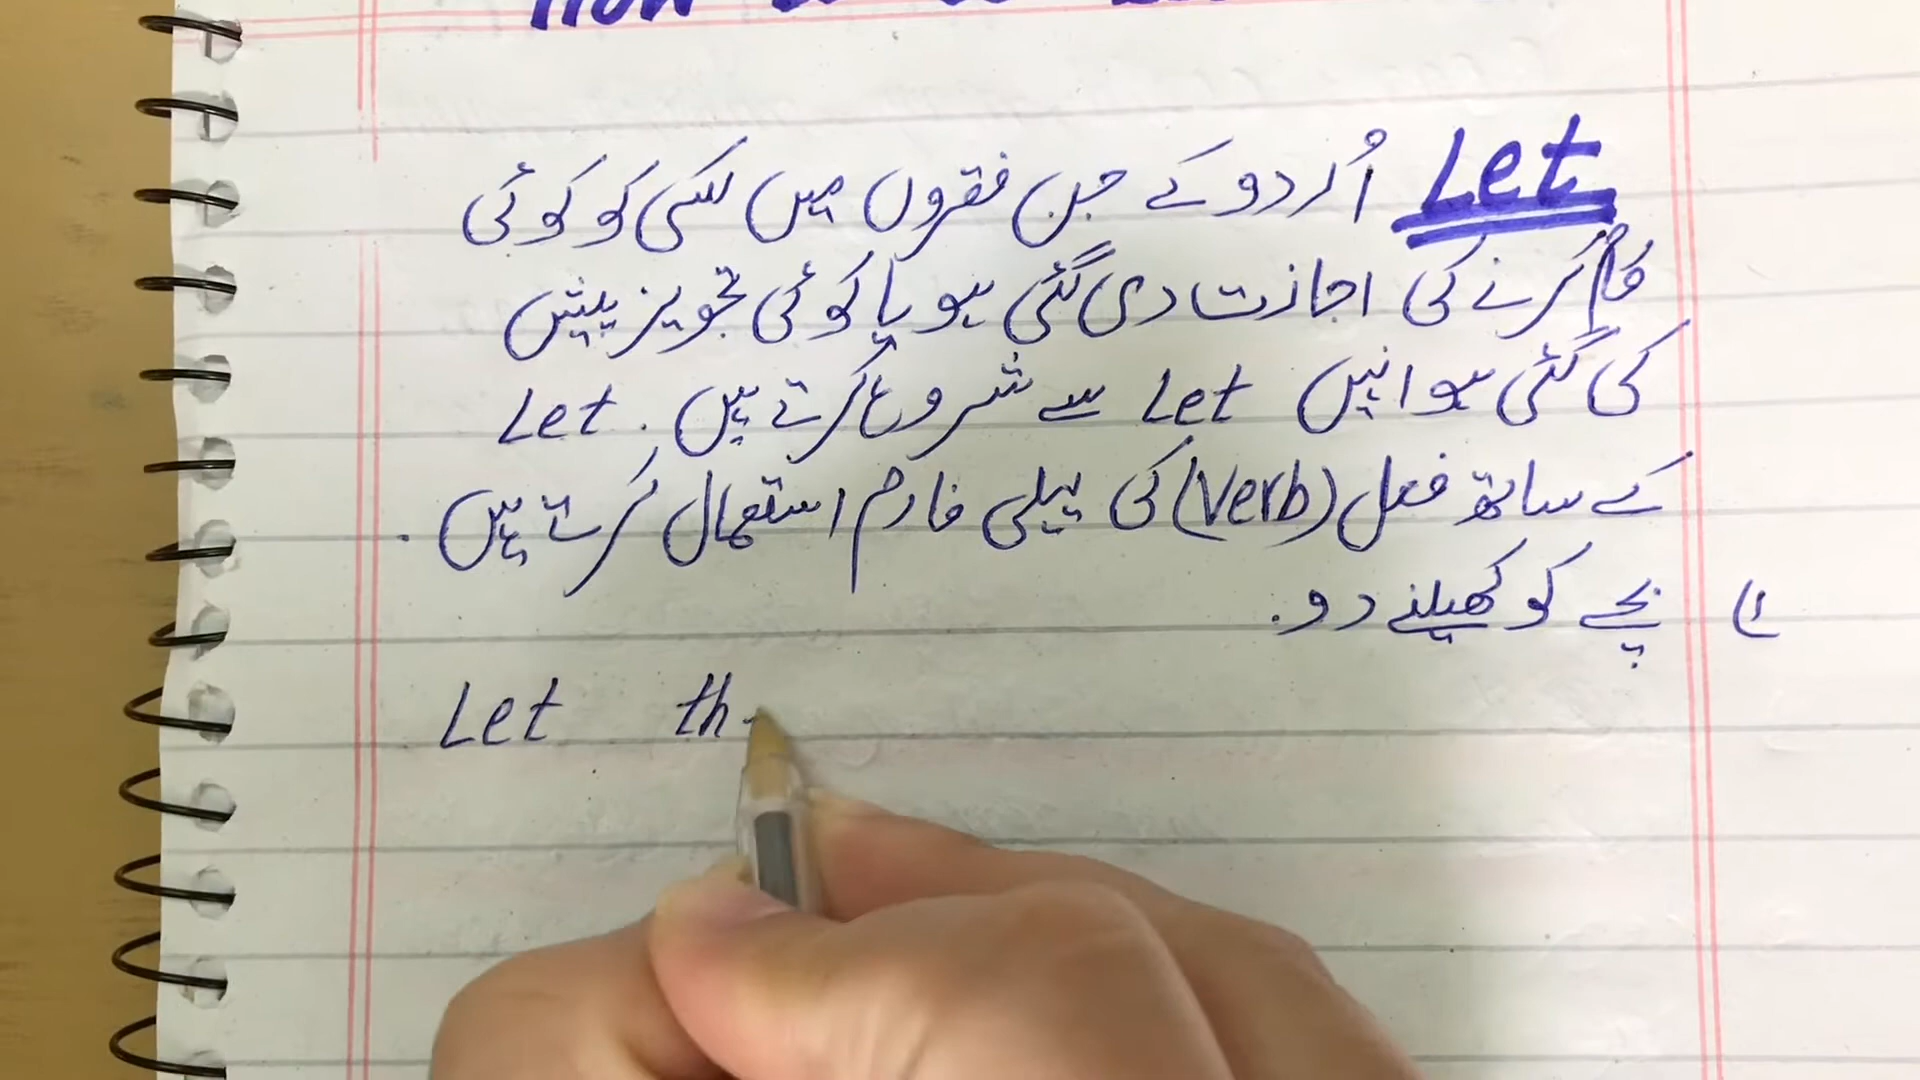 How to
Let اُردو کے جن فقروں میں کسی کو کوئی
کام کرنے کی اجازت دی گئی ہو یا کوئی تجویز پیش
کی گئی ہو انہیں Let سے شروع کرتے ہیں. Let
کے ساتھ فعل (Verb) کی پہلی فارم استعمال کرتے ہیں.
۱) بچے کو کھیلنے دو.
Let th